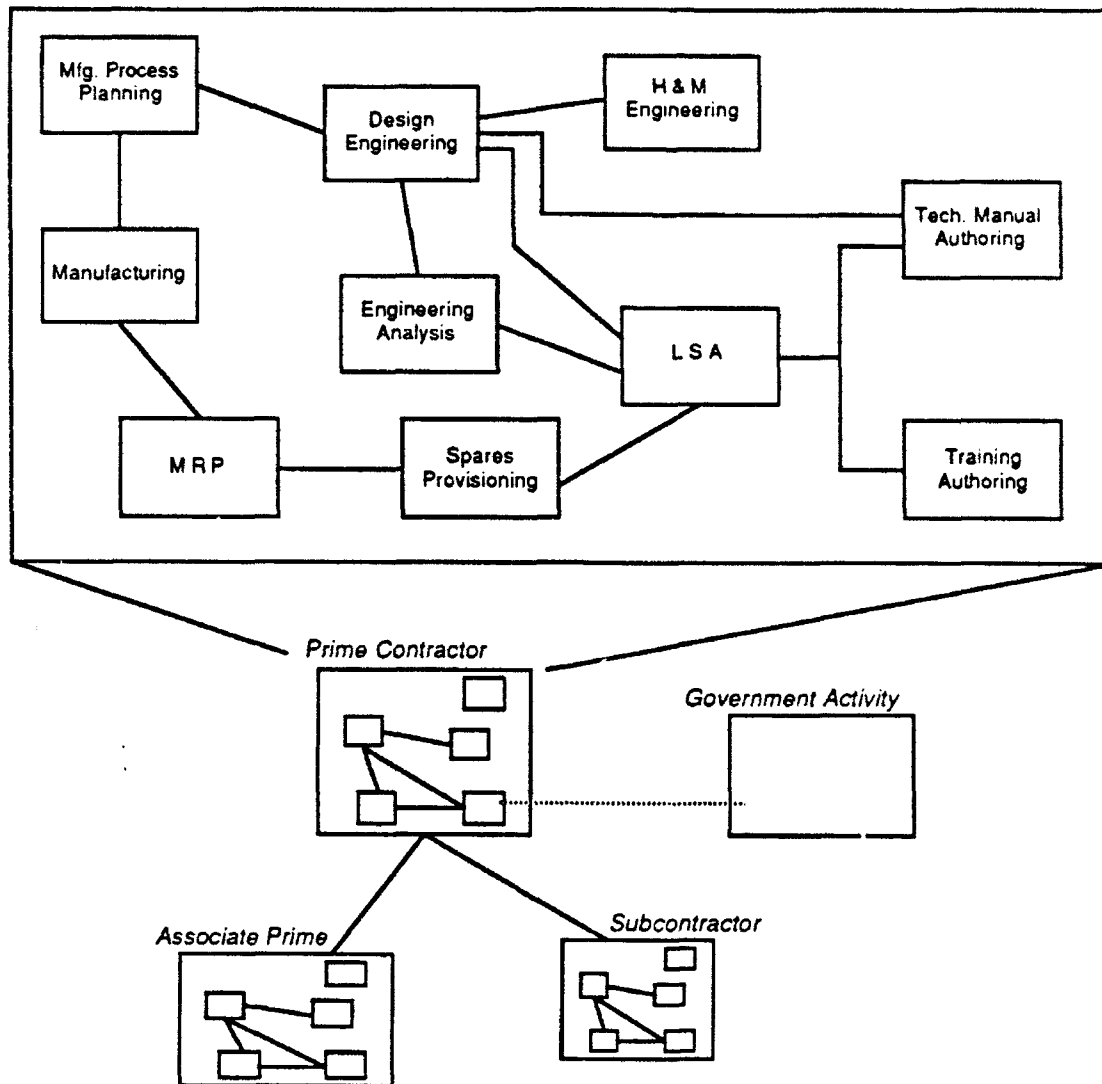 Mfg. Process
Planning
Design
Engineering
H & M
Engineering
Tech. Manual
Authoring
Manufacturing
Engineering
Analysis
L S A
M R P
Spares
Provisioning
Training
Authoring
Prime Contractor
Government Activity
Associate Prime
Subcontractor